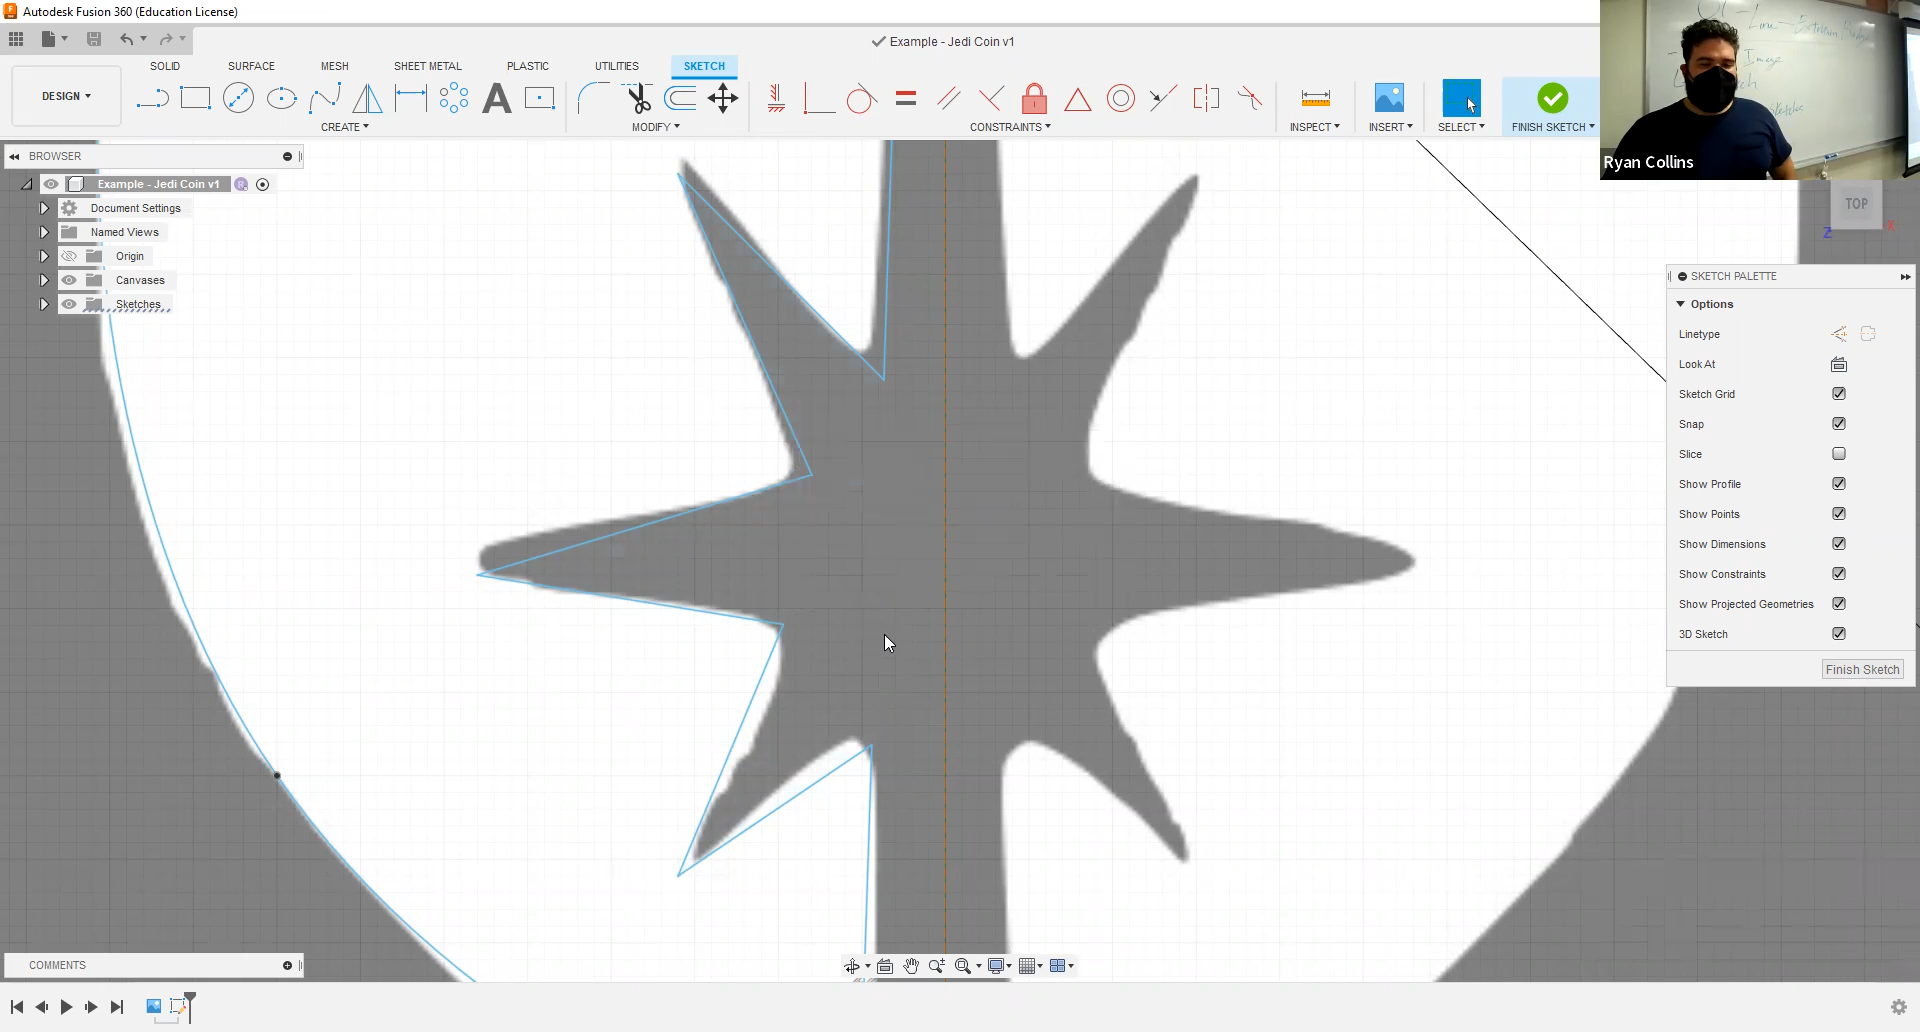 Autodesk Fusion 360 (Education License)
Example - Jedi Coin v1
SOLID SURFACE MESH SHEET METAL PLASTIC UTILITIES SKETCH
DESIGN
CREATE MODIFY CONSTRAINTS INSPECT INSERT SELECT FINISH SKETCH
Line
Image
Ryan Collins
BROWSER
Example - Jedi Coin v1
Document Settings
Named Views
Origin
Canvases
Sketches
TOP
Z X
SKETCH PALETTE
Options
Linetype
Look At
Sketch Grid
Snap
Slice
Show Profile
Show Points
Show Dimensions
Show Constraints
Show Projected Geometries
3D Sketch
Finish Sketch
COMMENTS